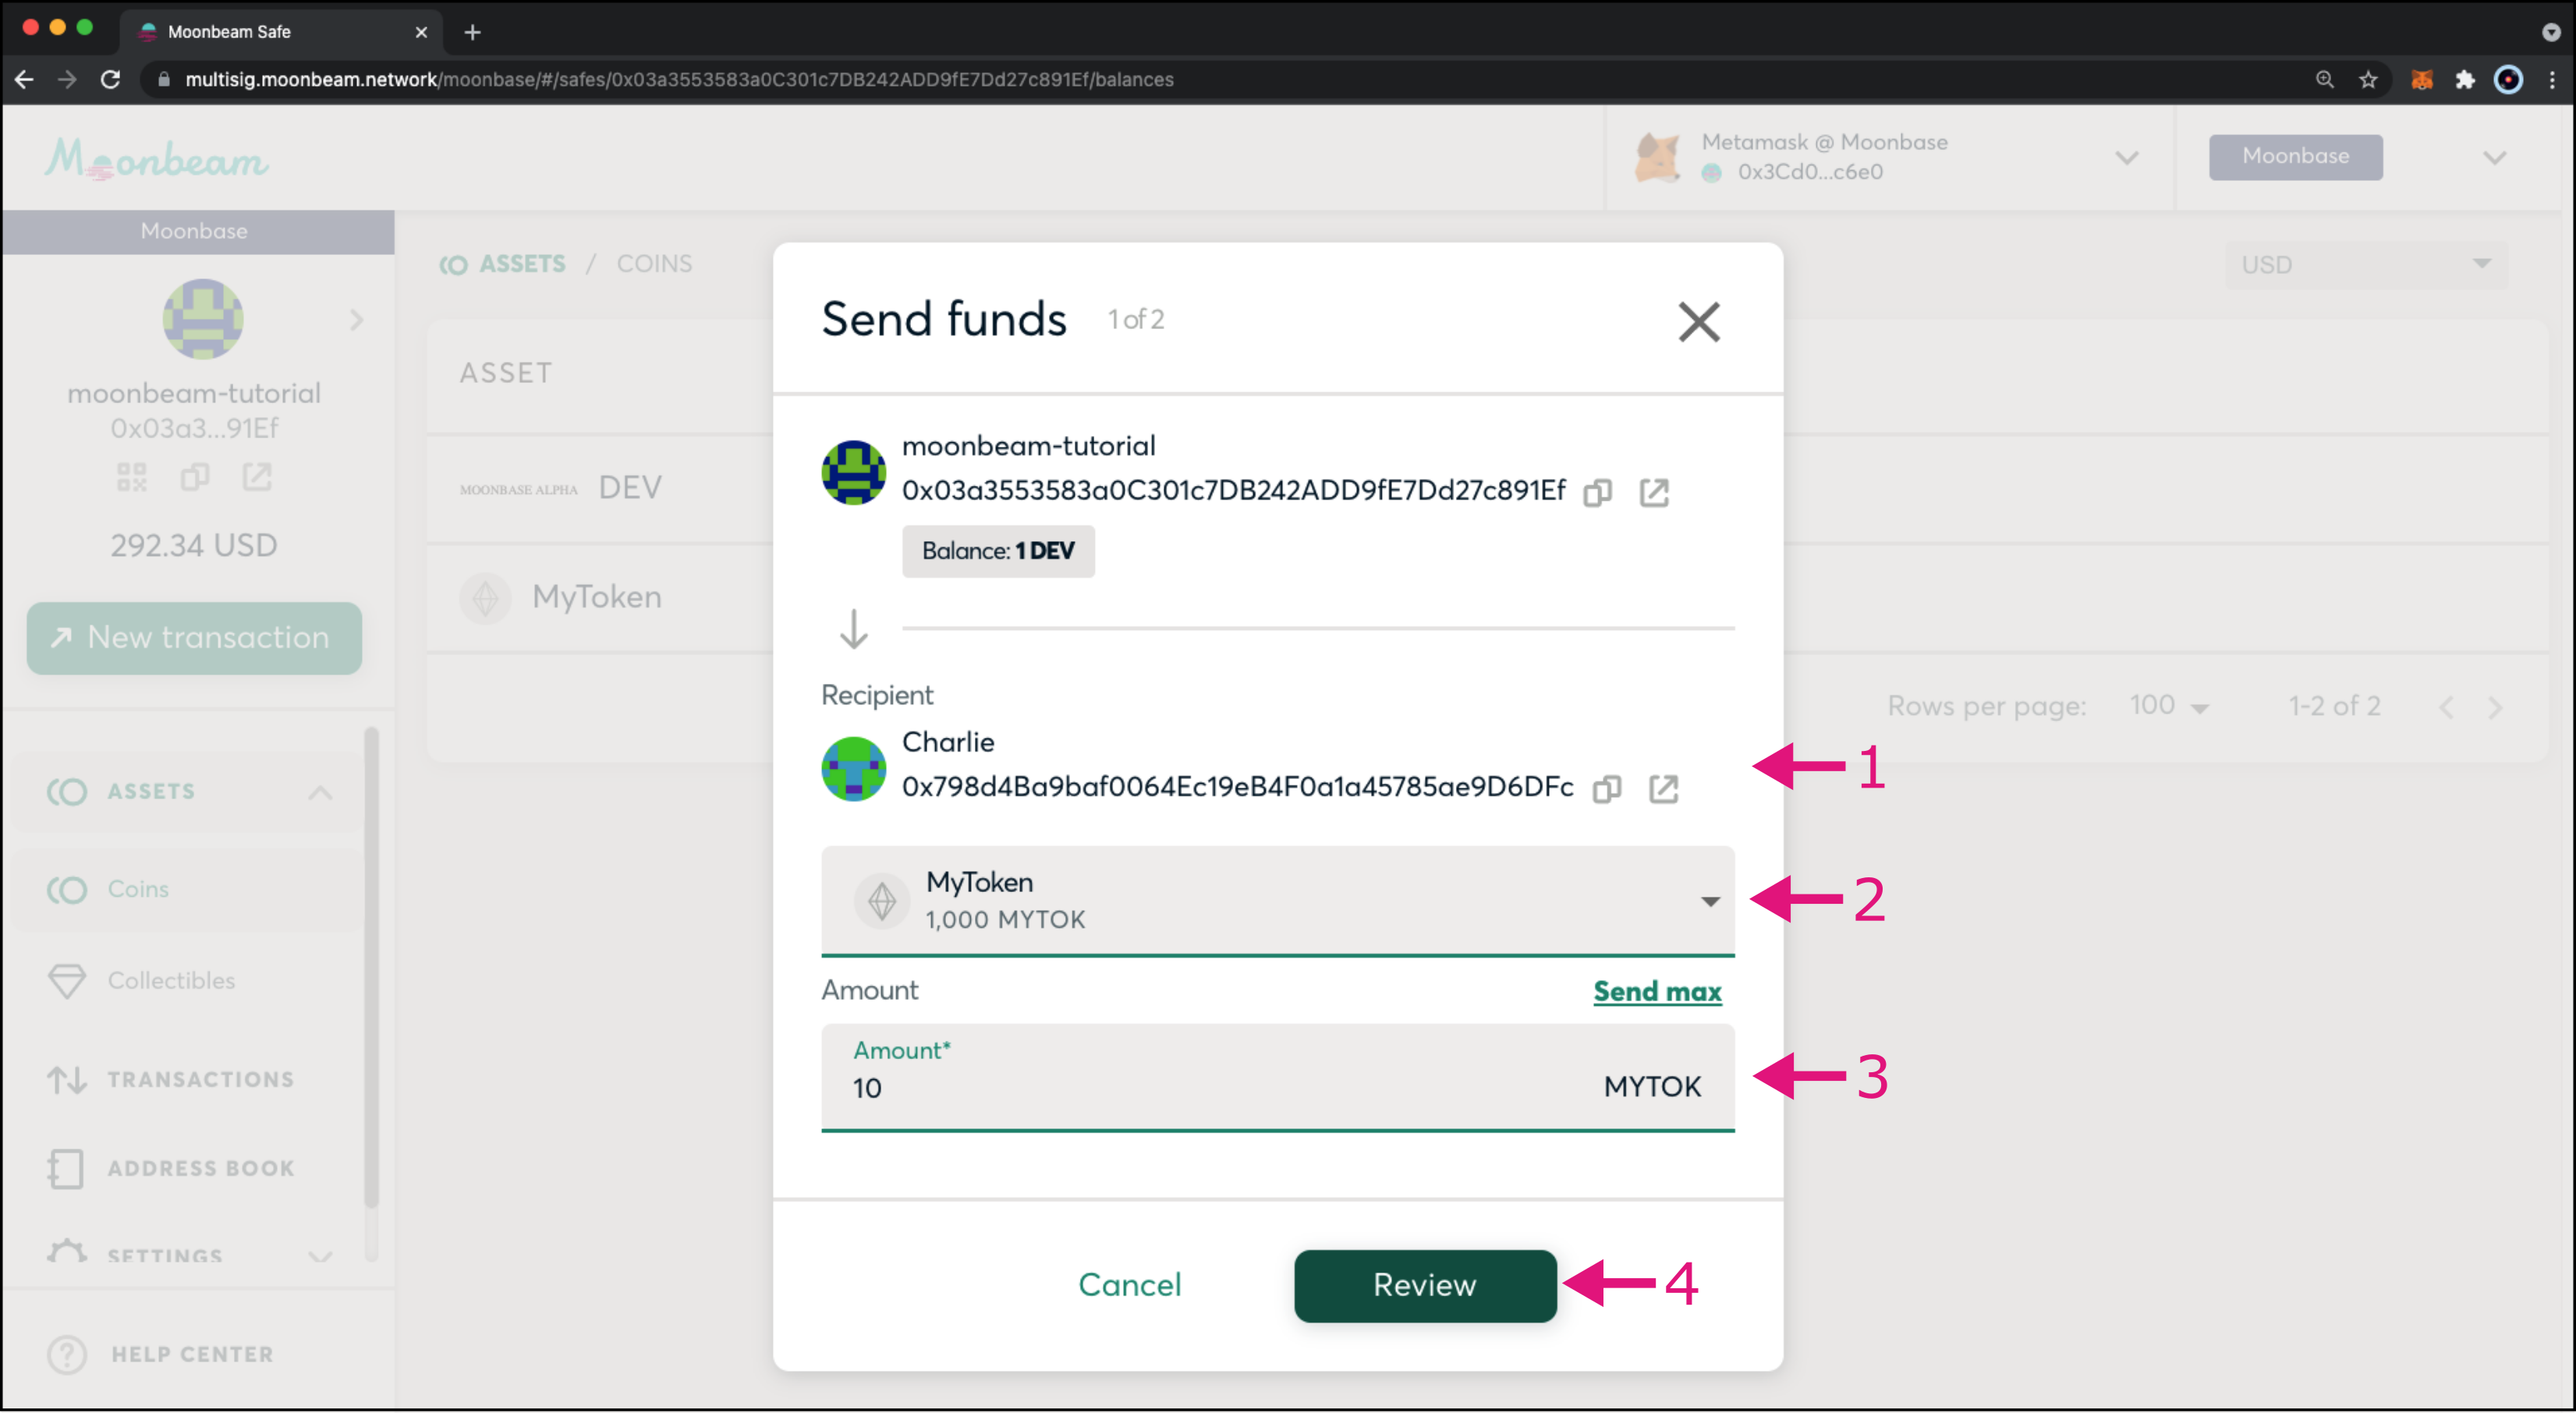 Moonbeam Safe
multisig.moonbeam.network/moonbase/#/safes/0x03a3553583a0C301c7DB242ADD9fE7Dd27c891Ef/balances
Moonbeam
Metamask @ Moonbase
0x3Cd0...c6e0
Moonbase
Moonbase
moonbeam-tutorial
0x03a3...91Ef
292.34 USD
New transaction
ASSETS
Coins
Collectibles
TRANSACTIONS
ADDRESS BOOK
SETTINGS
HELP CENTER
ASSETS / COINS
USD
ASSET
MOONBASE ALPHA DEV
MyToken
Rows per page: 100 1-2 of 2
Send funds 1 of 2
moonbeam-tutorial
0x03a3553583a0C301c7DB242ADD9fE7Dd27c891Ef
Balance: 1 DEV
Recipient
Charlie
0x798d4Ba9baf0064Ec19eB4F0a1a45785ae9D6DFc
1
MyToken
1,000 MYTOK
2
Amount Send max
Amount*
10 MYTOK
3
Cancel Review
4